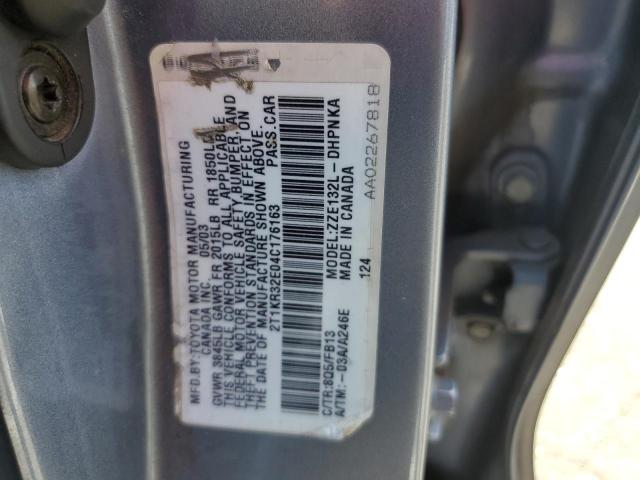 MFD.BY:TOYOTA MOTOR MANUFACTURING
CANADA INC. 05/03
GVWR 3845LB GAWR FR 2015LB RR 1850LB
THIS VEHICLE CONFORMS TO ALL APPLICABLE
FEDERAL MOTOR VEHICLE SAFETY, BUMPER, AND
THEFT PREVENTION STANDARDS IN EFFECT ON
THE DATE OF MANUFACTURE SHOWN ABOVE.
2T1KR32E04C176163 PASS.CAR
C/TR:8Q5/FB13 MODEL:ZZE132L-DHPNKA
A/TM:-03A/A246E MADE IN CANADA
124
AA02267818